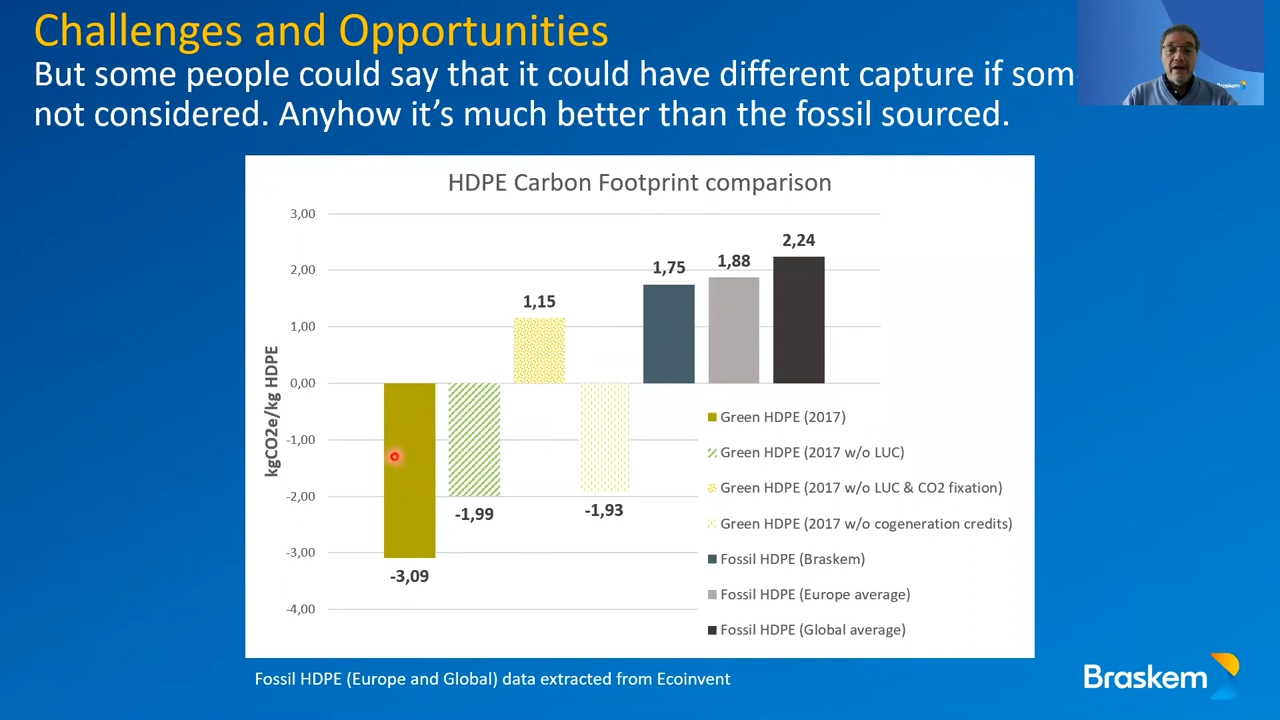 Challenges and Opportunities
But some people could say that it could have different capture if som
not considered. Anyhow it's much better than the fossil sourced.
HDPE Carbon Footprint comparison
kgCO2e/kg HDPE
3,00
2,00
1,00
0,00
-1,00
-2,00
-3,00
-4,00
-3,09
-1,99
1,15
-1,93
1,75
1,88
2,24
Green HDPE (2017)
Green HDPE (2017 w/o LUC)
Green HDPE (2017 w/o LUC & CO2 fixation)
Green HDPE (2017 w/o cogeneration credits)
Fossil HDPE (Braskem)
Fossil HDPE (Europe average)
Fossil HDPE (Global average)
Fossil HDPE (Europe and Global) data extracted from Ecoinvent
Braskem
Braskem